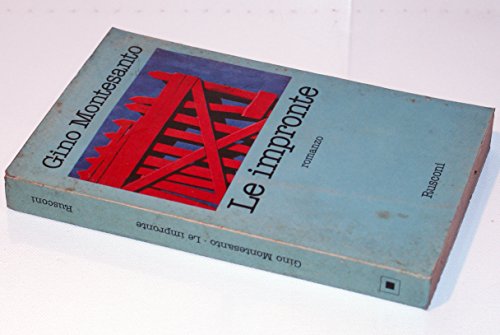 Gino Montesanto
Le impronte
romanzo
Rusconi
Gino Montesanto · Le impronte
Rusconi